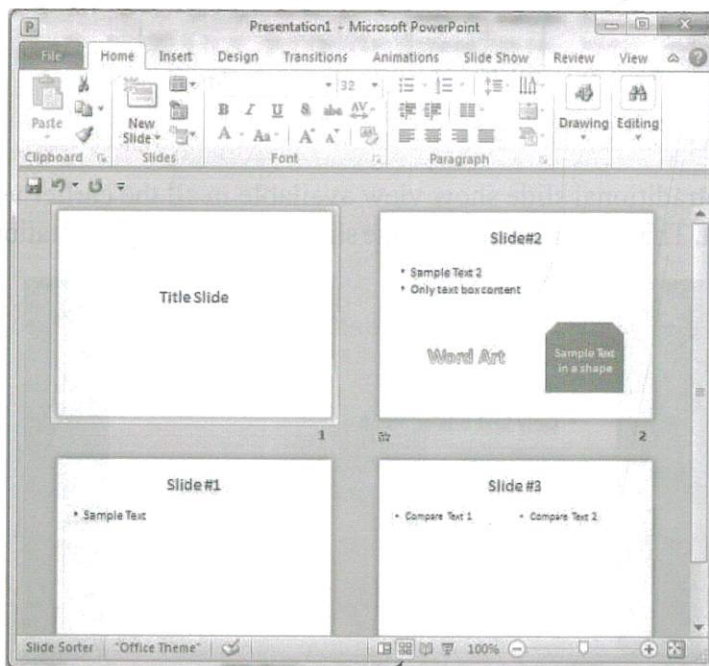 Presentation1 - Microsoft PowerPoint
File Home Insert Design Transitions Animations Slide Show Review View
Paste
New
Slide
32
B I U S abc AV
A Aa A A
Drawing Editing
Clipboard Slides Font Paragraph
Title Slide
1
Slide#2
• Sample Text 2
• Only text box content
Word Art
Sample Text
in a shape
2
Slide #1
• Sample Text
Slide #3
• Compare Text 1 • Compare Text 2
Slide Sorter "Office Theme" 100%